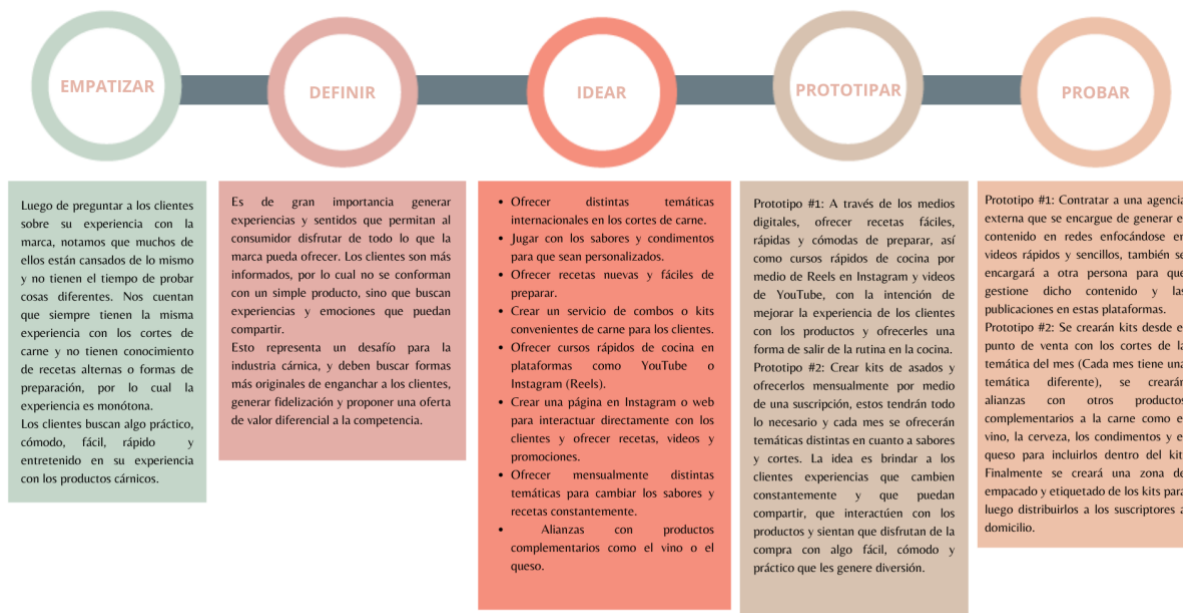 EMPATIZAR
DEFINIR
IDEAR
PROTOTIPAR
PROBAR
Luego de preguntar a los clientes
sobre su experiencia con la
marca, notamos que muchos de
ellos están cansados de lo mismo
y no tienen el tiempo de probar
cosas diferentes. Nos cuentan
que siempre tienen la misma
experiencia con los cortes de
carne y no tienen conocimiento
de recetas alternas o formas de
preparación, por lo cual la
experiencia es monótona.
Los clientes buscan algo práctico,
cómodo, fácil, rápido y
entretenido en su experiencia
con los productos cárnicos.
Es de gran importancia generar
experiencias y sentidos que permitan al
consumidor disfrutar de todo lo que la
marca pueda ofrecer. Los clientes son más
informados, por lo cual no se conforman
con un simple producto, sino que buscan
experiencias y emociones que puedan
compartir.
Esto representa un desafío para la
industria cárnica, y deben buscar formas
más originales de enganchar a los clientes,
generar fidelización y proponer una oferta
de valor diferencial a la competencia.
• Ofrecer distintas temáticas
internacionales en los cortes de carne.
• Jugar con los sabores y condimentos
para que sean personalizados.
• Ofrecer recetas nuevas y fáciles de
preparar.
• Crear un servicio de combos o kits
convenientes de carne para los clientes.
• Ofrecer cursos rápidos de cocina en
plataformas como YouTube o
Instagram (Reels).
• Crear una página en Instagram o web
para interactuar directamente con los
clientes y ofrecer recetas, videos y
promociones.
• Ofrecer mensualmente distintas
temáticas para cambiar los sabores y
recetas constantemente.
• Alianzas con productos
complementarios como el vino o el
queso.
Prototipo #1: A través de los medios
digitales, ofrecer recetas fáciles,
rápidas y cómodas de preparar, así
como cursos rápidos de cocina por
medio de Reels en Instagram y videos
de YouTube, con la intención de
mejorar la experiencia de los clientes
con los productos y ofrecerles una
forma de salir de la rutina en la cocina.
Prototipo #2: Crear kits de asados y
ofrecerlos mensualmente por medio
de una suscripción, estos tendrán todo
lo necesario y cada mes se ofrecerán
temáticas distintas en cuanto a sabores
y cortes. La idea es brindar a los
clientes experiencias que cambien
constantemente y que puedan
compartir, que interactúen con los
productos y sientan que disfrutan de la
compra con algo fácil, cómodo y
práctico que les genere diversión.
Prototipo #1: Contratar a una agencia
externa que se encargue de generar e
contenido en redes enfocándose en
videos rápidos y sencillos, también se
encargará a otra persona para que
gestione dicho contenido y las
publicaciones en estas plataformas.
Prototipo #2: Se crearán kits desde e
punto de venta con los cortes de la
temática del mes (Cada mes tiene una
temática diferente), se crearán
alianzas con otros productos
complementarios a la carne como e
vino, la cerveza, los condimentos y e
queso para incluirlos dentro del kit
Finalmente se creará una zona de
empacado y etiquetado de los kits para
luego distribuirlos a los suscriptores a
domicilio.